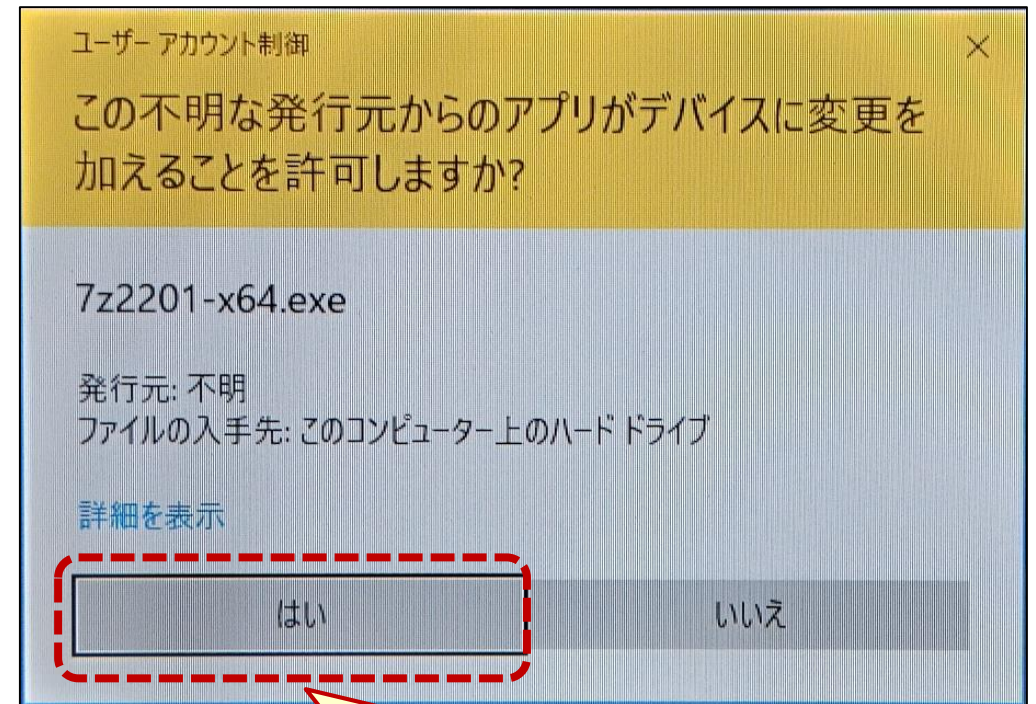 ユーザー アカウント制御
この不明な発行元からのアプリがデバイスに変更を
加えることを許可しますか?
7z2201-x64.exe
発行元: 不明
ファイルの入手先: このコンピューター上のハード ドライブ
詳細を表示
はい
いいえ